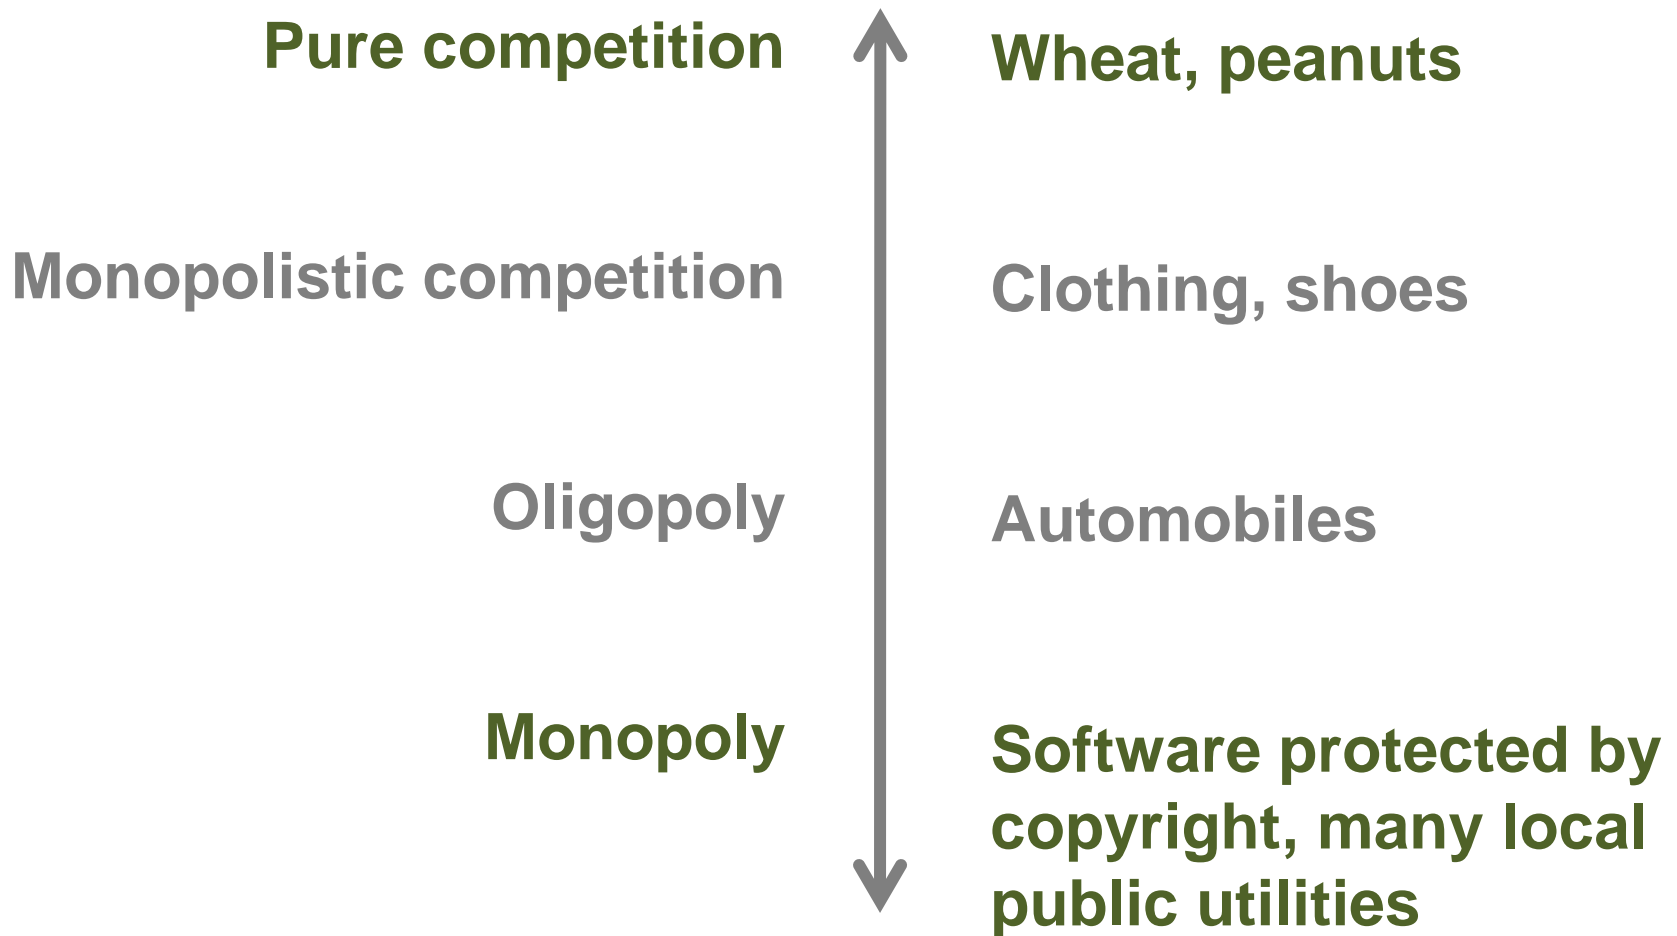 Pure competition
Wheat, peanuts
Monopolistic competition
Clothing, shoes
Oligopoly
Automobiles
Monopoly
Software protected by
copyright, many local
public utilities